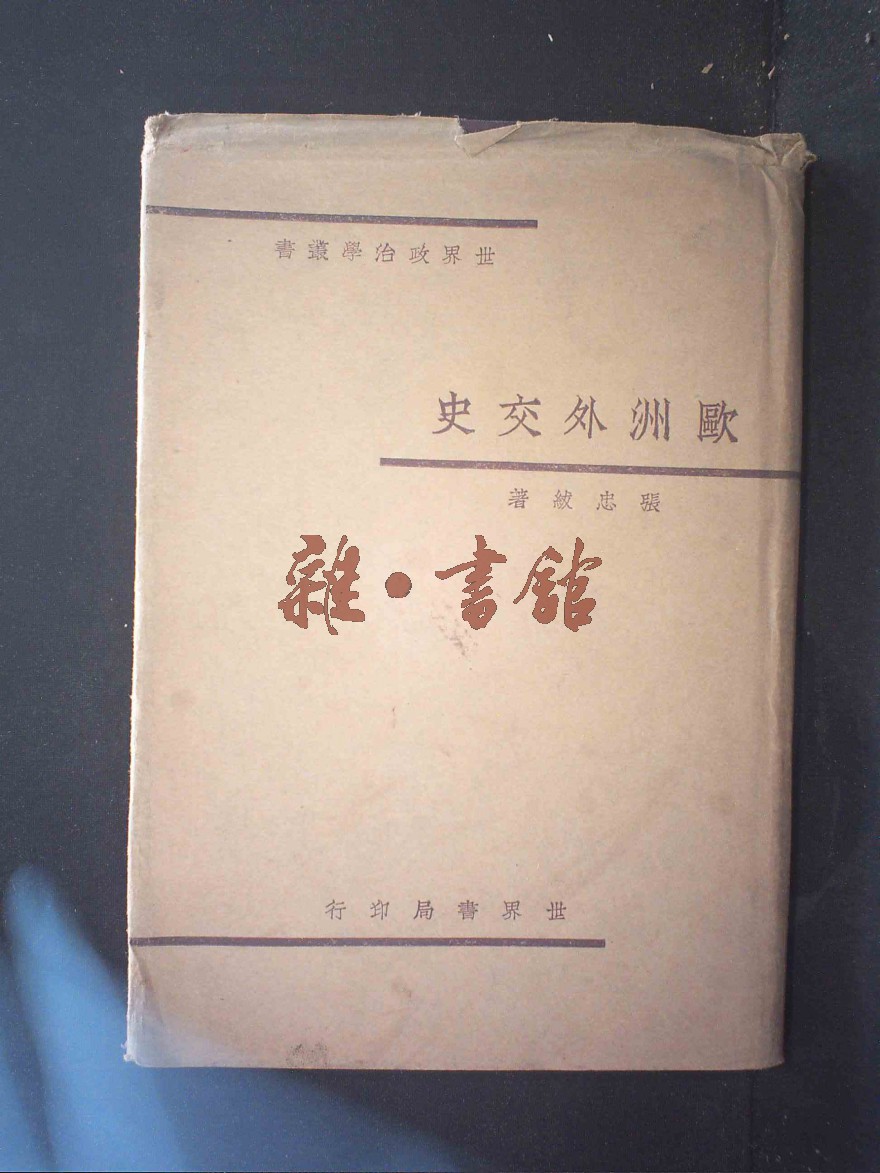 世界政治學叢書
歐洲外交史
張忠紱著
雜·書館
世界書局印行